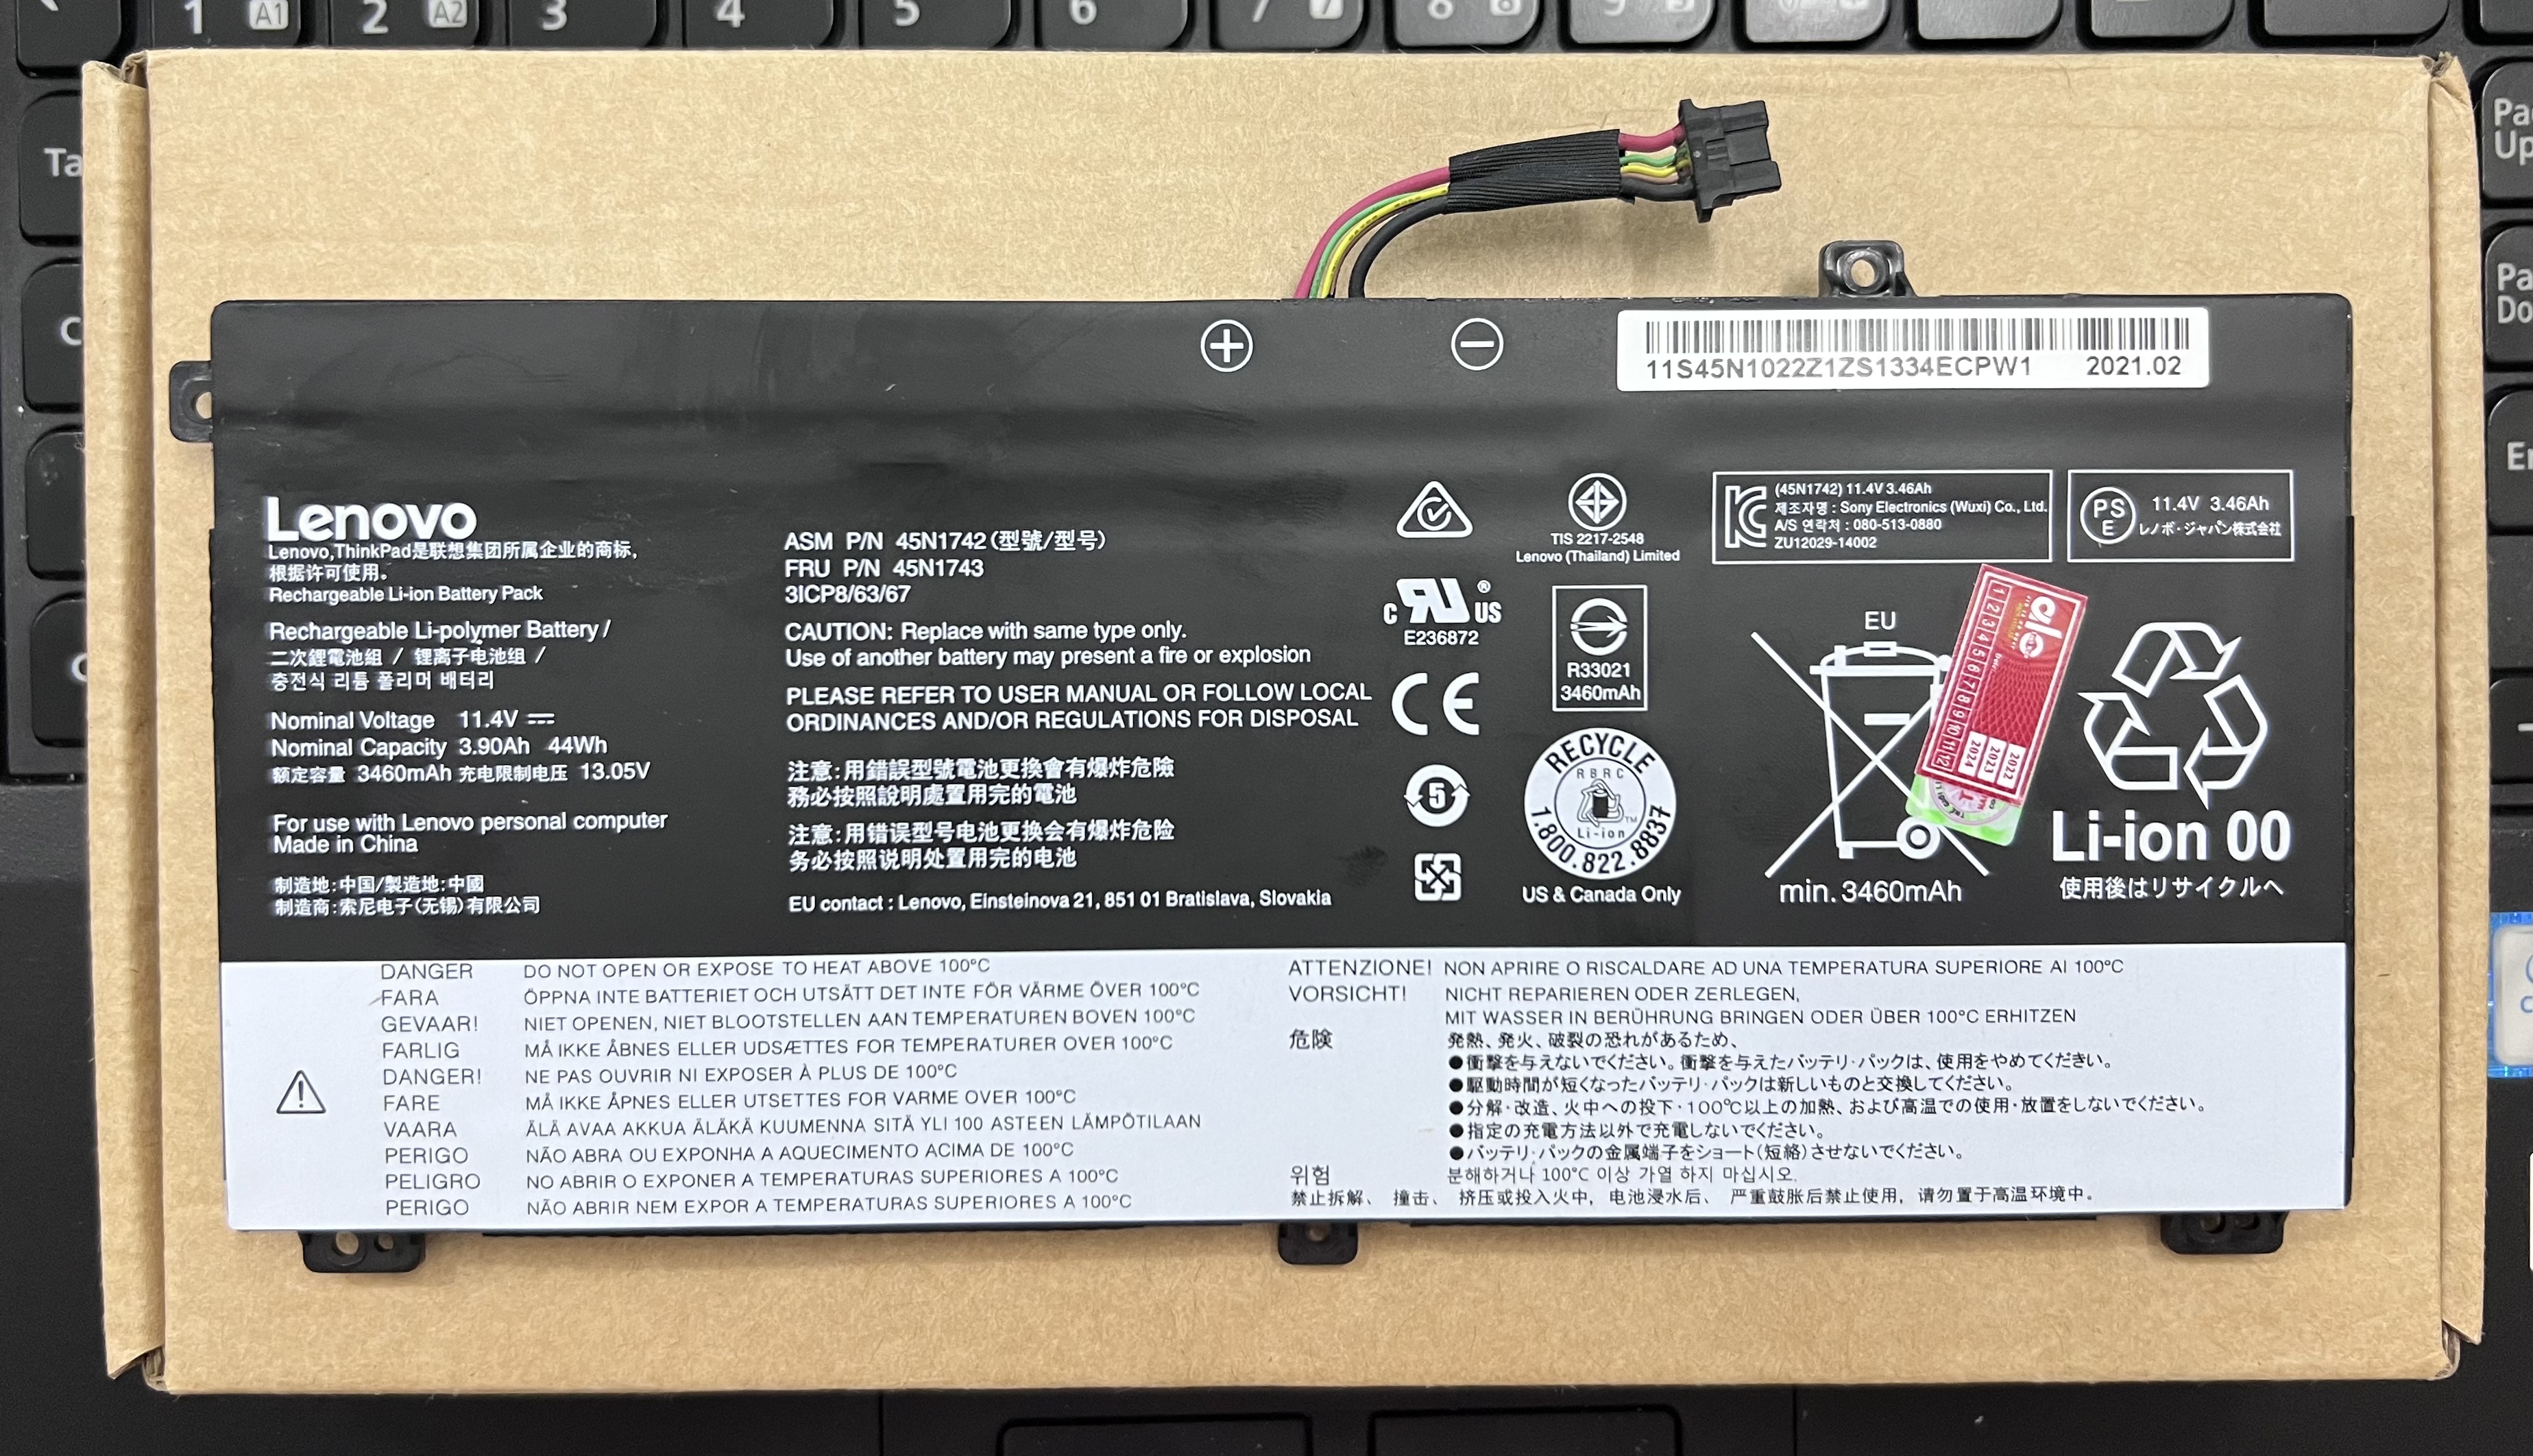 1 A1 2 A2 3 4 5 6 7 8 9
11S45N1022Z1ZS1334ECPW1 2021.02
Lenovo
Lenovo,ThinkPad是联想集团所属企业的商标,
根据许可使用。
Rechargeable Li-ion Battery Pack
Rechargeable Li-polymer Battery /
二次鋰電池組 / 锂离子电池组 /
충전식 리튬 폴리머 배터리
Nominal Voltage 11.4V
Nominal Capacity 3.90Ah 44Wh
额定容量 3460mAh 充电限制电压 13.05V
For use with Lenovo personal computer
Made in China
制造地:中国/製造地:中國
制造商:索尼电子(无锡)有限公司
ASM P/N 45N1742(型號/型号)
FRU P/N 45N1743
3ICP8/63/67
CAUTION: Replace with same type only.
Use of another battery may present a fire or explosion
PLEASE REFER TO USER MANUAL OR FOLLOW LOCAL
ORDINANCES AND/OR REGULATIONS FOR DISPOSAL
注意:用錯誤型號電池更換會有爆炸危險
務必按照說明處置用完的電池
注意:用错误型号电池更换会有爆炸危险
务必按照说明处置用完的电池
EU contact : Lenovo, Einsteinova 21, 851 01 Bratislava, Slovakia
C RU US ®
E236872
CE
5
TIS 2217-2548
Lenovo (Thailand) Limited
R33021
3460mAh
RECYCLE
RBRC
Li-ion TM
1.800.822.8837
US & Canada Only
(45N1742) 11.4V 3.46Ah
제조자명 : Sony Electronics (Wuxi) Co., Ltd.
A/S 연락처 : 080-513-0880
ZU12029-14002
PS
E
11.4V 3.46Ah
レノボ・ジャパン株式会社
EU
min. 3460mAh
1 2 3 4 5 6 7 8 9 10 11 12
2022
2023
2024
Li-ion 00
使用後はリサイクルへ
DANGER DO NOT OPEN OR EXPOSE TO HEAT ABOVE 100°C
FARA ÖPPNA INTE BATTERIET OCH UTSÄTT DET INTE FÖR VÄRME ÖVER 100°C
GEVAAR! NIET OPENEN, NIET BLOOTSTELLEN AAN TEMPERATUREN BOVEN 100°C
FARLIG MÅ IKKE ÅBNES ELLER UDSÆTTES FOR TEMPERATURER OVER 100°C
DANGER! NE PAS OUVRIR NI EXPOSER À PLUS DE 100°C
FARE MÅ IKKE ÅPNES ELLER UTSETTES FOR VARME OVER 100°C
VAARA ÄLÄ AVAA AKKUA ÄLÄKÄ KUUMENNA SITÄ YLI 100 ASTEEN LÄMPÖTILAAN
PERIGO NÃO ABRA OU EXPONHA A AQUECIMENTO ACIMA DE 100°C
PELIGRO NO ABRIR O EXPONER A TEMPERATURAS SUPERIORES A 100°C
PERIGO NÃO ABRIR NEM EXPOR A TEMPERATURAS SUPERIORES A 100°C
ATTENZIONE! NON APRIRE O RISCALDARE AD UNA TEMPERATURA SUPERIORE AI 100°C
VORSICHT! NICHT REPARIEREN ODER ZERLEGEN,
MIT WASSER IN BERÜHRUNG BRINGEN ODER ÜBER 100°C ERHITZEN
危険 発熱、発火、破裂の恐れがあるため、
●衝撃を与えないでください。衝撃を与えたバッテリ・パックは、使用をやめてください。
●駆動時間が短くなったバッテリ・パックは新しいものと交換してください。
●分解・改造、火中への投下・100℃以上の加熱、および高温での使用・放置をしないでください。
●指定の充電方法以外で充電しないでください。
●バッテリ・パックの金属端子をショート(短絡)させないでください。
위험 분해하거나 100°C 이상 가열 하지 마십시오.
禁止拆解、 撞击、 挤压或投入火中, 电池浸水后、 严重鼓胀后禁止使用, 请勿置于高温环境中。